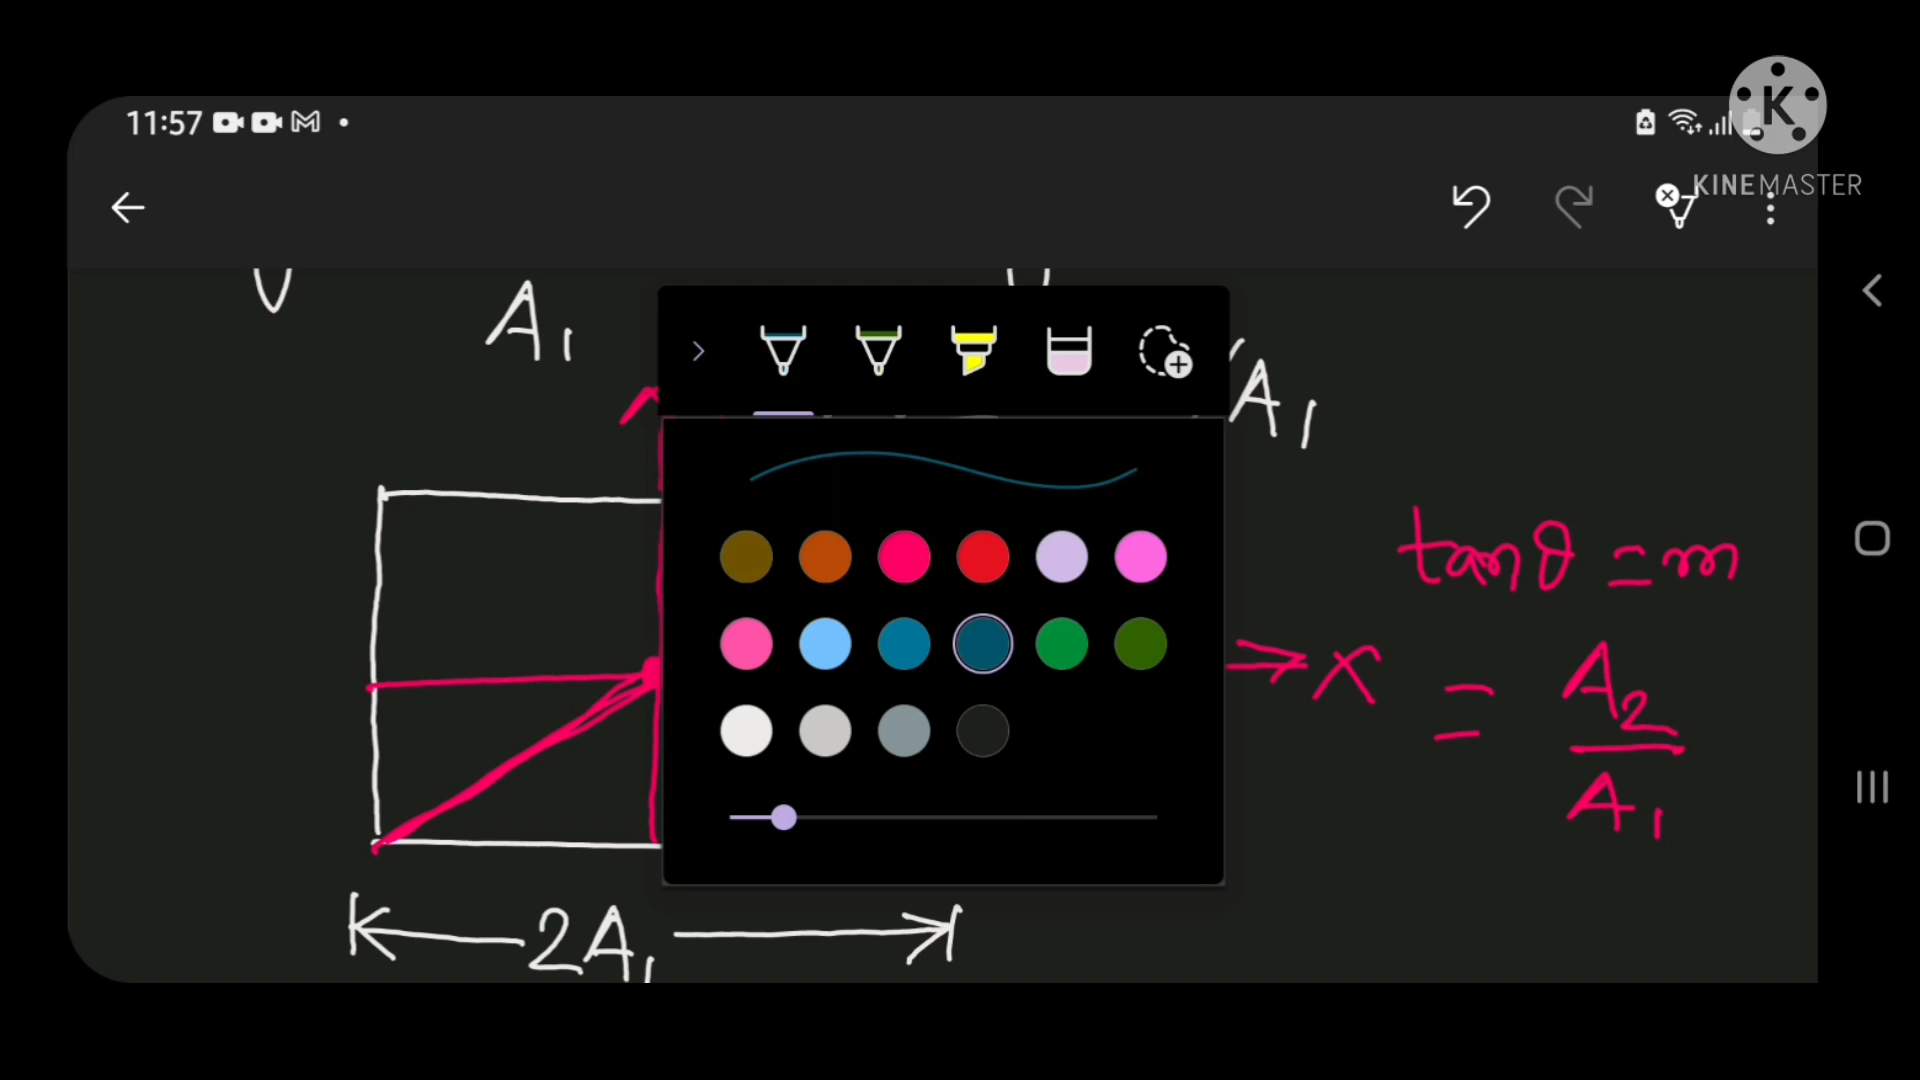 11:57
KINEMASTER
A₁
A₁
tanθ = m
X
= A₂/A₁
2A₁